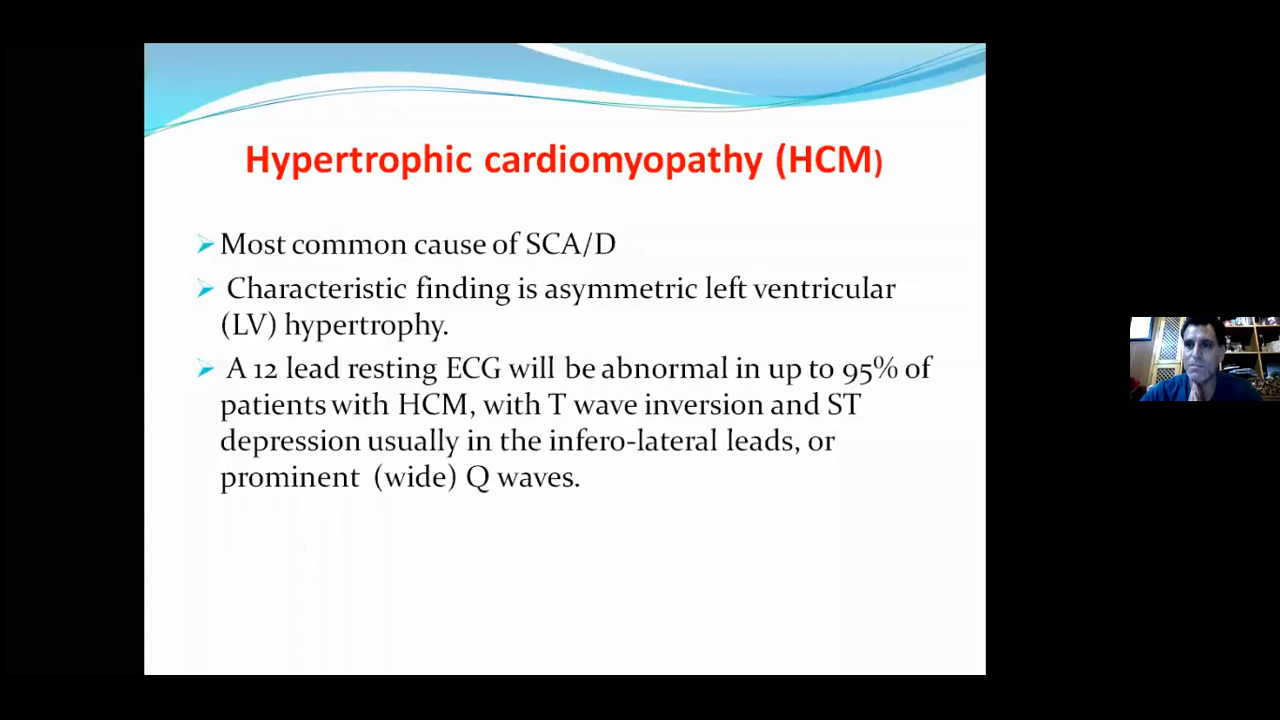 Hypertrophic cardiomyopathy (HCM)
➢Most common cause of SCA/D
➢ Characteristic finding is asymmetric left ventricular
(LV) hypertrophy.
➢ A 12 lead resting ECG will be abnormal in up to 95% of
patients with HCM, with T wave inversion and ST
depression usually in the infero-lateral leads, or
prominent (wide) Q waves.